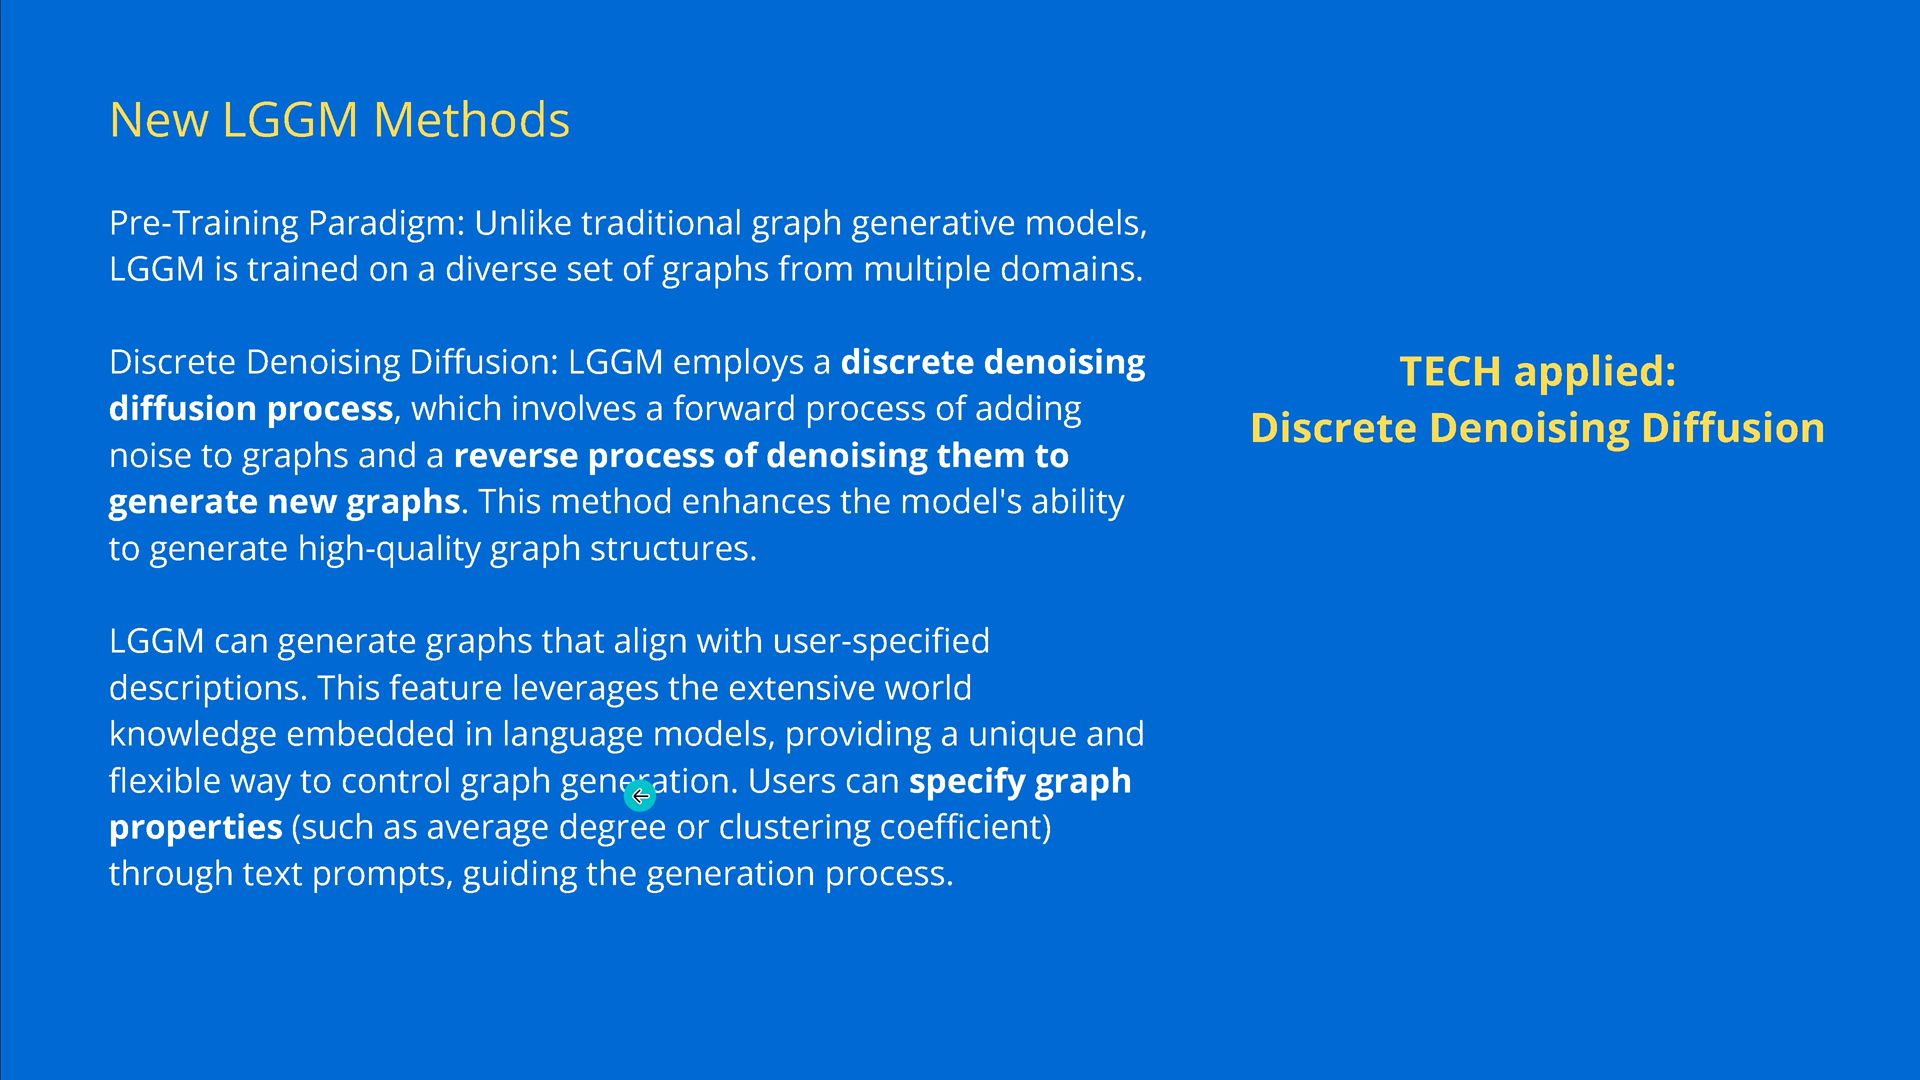 New LGGM Methods
Pre-Training Paradigm: Unlike traditional graph generative models,
LGGM is trained on a diverse set of graphs from multiple domains.
Discrete Denoising Diffusion: LGGM employs a discrete denoising
diffusion process, which involves a forward process of adding
noise to graphs and a reverse process of denoising them to
generate new graphs. This method enhances the model's ability
to generate high-quality graph structures.
LGGM can generate graphs that align with user-specified
descriptions. This feature leverages the extensive world
knowledge embedded in language models, providing a unique and
flexible way to control graph generation. Users can specify graph
properties (such as average degree or clustering coefficient)
through text prompts, guiding the generation process.
TECH applied:
Discrete Denoising Diffusion